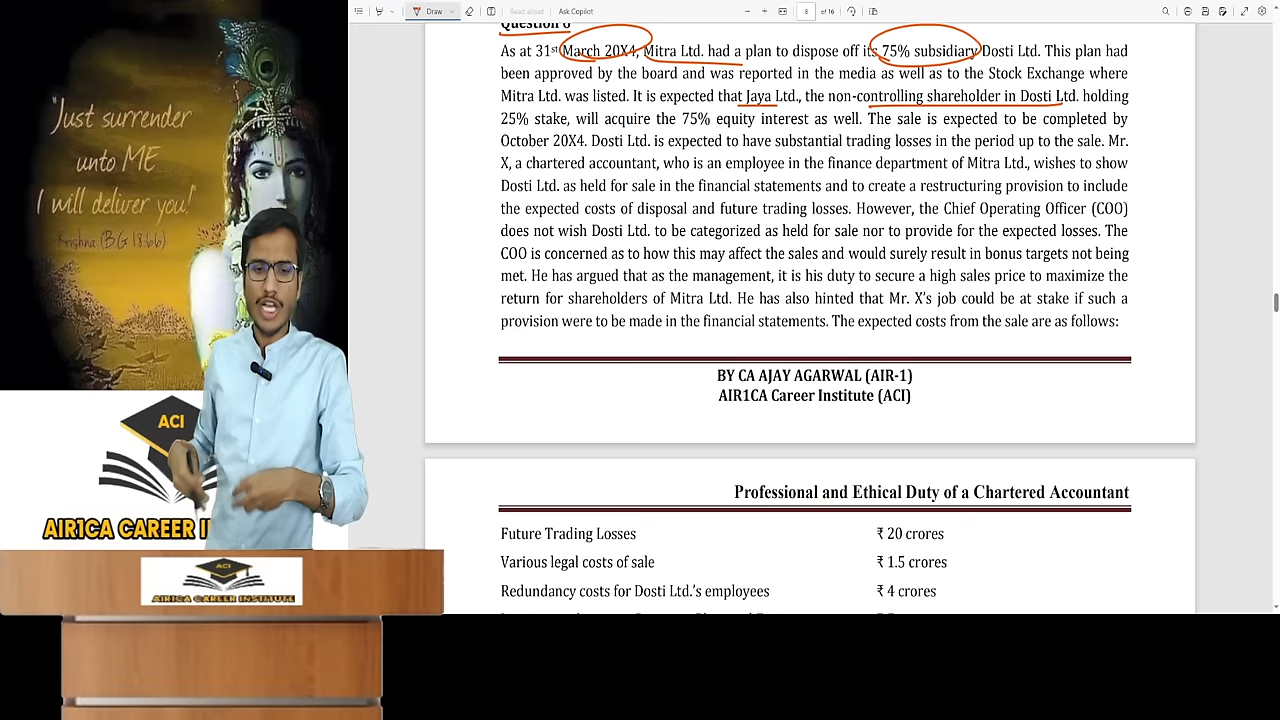 "Just surrender
unto ME
I will deliver you!"
- Krishna (BG 18:66)
ACI
AIR1CA CAREER I
ACI
AIR1CA CAREER INSTITUTE
Draw
Read aloud
Ask Copilot
8
of 16
Question 6
As at 31st March 20X4, Mitra Ltd. had a plan to dispose off its 75% subsidiary Dosti Ltd. This plan had
been approved by the board and was reported in the media as well as to the Stock Exchange where
Mitra Ltd. was listed. It is expected that Jaya Ltd., the non-controlling shareholder in Dosti Ltd. holding
25% stake, will acquire the 75% equity interest as well. The sale is expected to be completed by
October 20X4. Dosti Ltd. is expected to have substantial trading losses in the period up to the sale. Mr.
X, a chartered accountant, who is an employee in the finance department of Mitra Ltd., wishes to show
Dosti Ltd. as held for sale in the financial statements and to create a restructuring provision to include
the expected costs of disposal and future trading losses. However, the Chief Operating Officer (COO)
does not wish Dosti Ltd. to be categorized as held for sale nor to provide for the expected losses. The
COO is concerned as to how this may affect the sales and would surely result in bonus targets not being
met. He has argued that as the management, it is his duty to secure a high sales price to maximize the
return for shareholders of Mitra Ltd. He has also hinted that Mr. X's job could be at stake if such a
provision were to be made in the financial statements. The expected costs from the sale are as follows:
BY CA AJAY AGARWAL (AIR-1)
AIR1CA Career Institute (ACI)
Professional and Ethical Duty of a Chartered Accountant
Future Trading Losses ₹ 20 crores
Various legal costs of sale ₹ 1.5 crores
Redundancy costs for Dosti Ltd.'s employees ₹ 4 crores